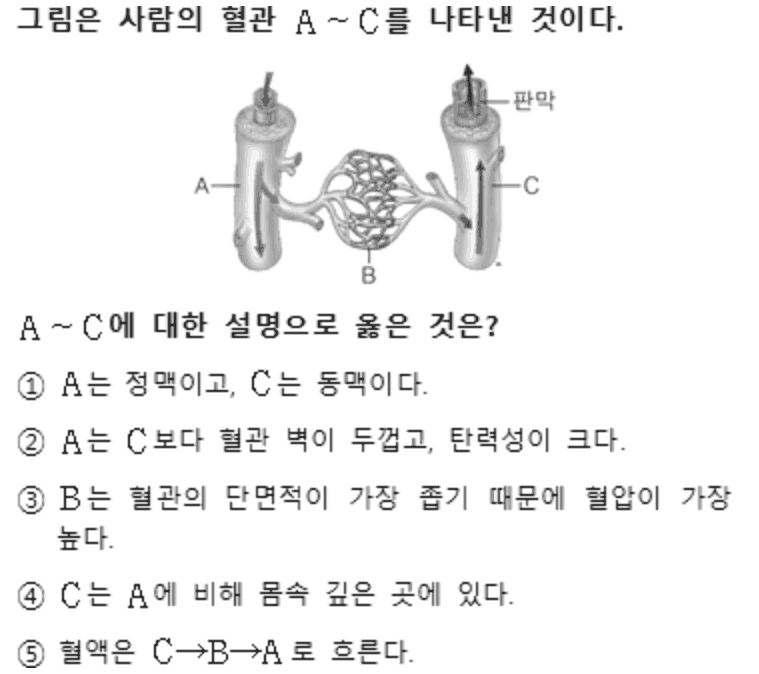 그림은 사람의 혈관 A ~ C를 나타낸 것이다.
판막
A
C
B
A ~ C에 대한 설명으로 옳은 것은?
① A는 정맥이고, C는 동맥이다.
② A는 C보다 혈관 벽이 두껍고, 탄력성이 크다.
③ B는 혈관의 단면적이 가장 좁기 때문에 혈압이 가장
높다.
④ C는 A에 비해 몸속 깊은 곳에 있다.
⑤ 혈액은 C→B→A로 흐른다.